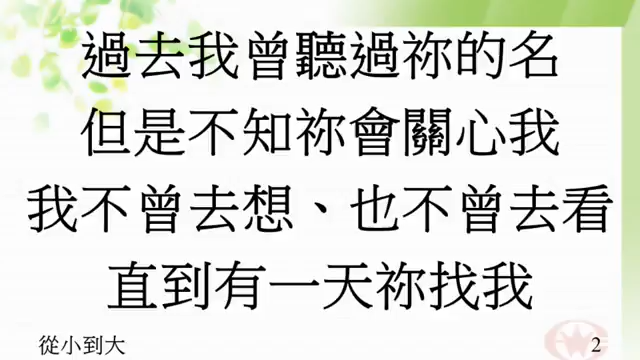 過去我曾聽過祢的名
但是不知祢會關心我
我不曾去想、也不曾去看
直到有一天祢找我
從小到大
2